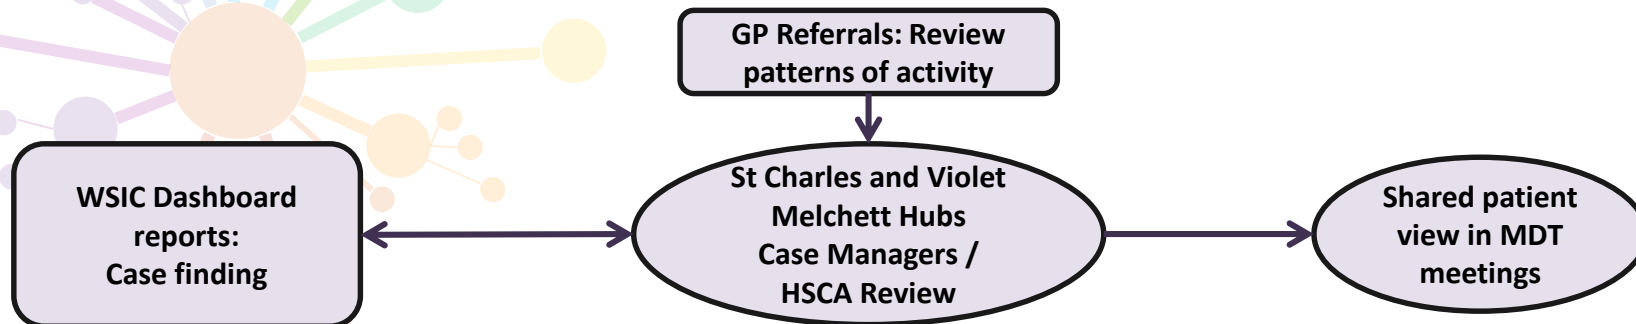 GP Referrals: Review
patterns of activity
WSIC Dashboard
reports:
Case finding
St Charles and Violet
Melchett Hubs
Case Managers /
HSCA Review
Shared patient
view in MDT
meetings